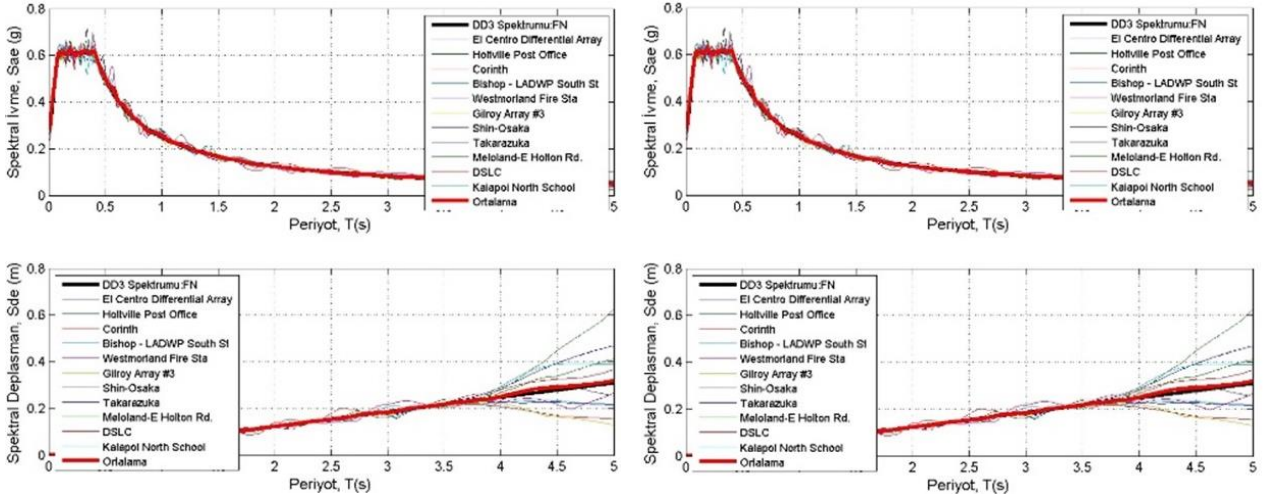 Spektral İvme, Sae (g)
0.8
0.6
0.4
0.2
0
DD3 Spektrumu:FN
El Centro Differential Array
Holtville Post Office
Corinth
Bishop - LADWP South St
Westmorland Fire Sta
Gilroy Array #3
Shin-Osaka
Takarazuka
Meloland-E Holton Rd.
DSLC
Kaiapoi North School
Ortalama
0 0.5 1 1.5 2 2.5 3 5
Periyot, T(s)
Spektral İvme, Sae (g)
0.8
0.6
0.4
0.2
0
DD3 Spektrumu:FN
El Centro Differential Array
Holtville Post Office
Corinth
Bishop - LADWP South St
Westmorland Fire Sta
Gilroy Array #3
Shin-Osaka
Takarazuka
Meloland-E Holton Rd.
DSLC
Kaiapoi North School
Ortalama
0 0.5 1 1.5 2 2.5 3 5
Periyot, T(s)
Spektral Deplasman, Sde (m)
0.8
0.6
0.4
0.2
0
DD3 Spektrumu:FN
El Centro Differential Array
Holtville Post Office
Corinth
Bishop - LADWP South St
Westmorland Fire Sta
Gilroy Array #3
Shin-Osaka
Takarazuka
Meloland-E Holton Rd.
DSLC
Kaiapoi North School
Ortalama
0 2 2.5 3 3.5 4 4.5 5
Periyot, T(s)
Spektral Deplasman, Sde (m)
0.8
0.6
0.4
0.2
0
DD3 Spektrumu:FN
El Centro Differential Array
Holtville Post Office
Corinth
Bishop - LADWP South St
Westmorland Fire Sta
Gilroy Array #3
Shin-Osaka
Takarazuka
Meloland-E Holton Rd.
DSLC
Kaiapoi North School
Ortalama
0 2 2.5 3 3.5 4 4.5 5
Periyot, T(s)